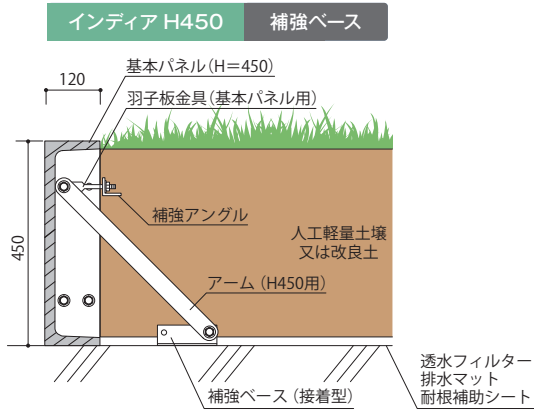 インディア H450 補強ベース
基本パネル(H=450)
120
羽子板金具(基本パネル用)
補強アングル
人工軽量土壌
又は改良土
450
アーム (H450用)
透水フィルター
排水マット
耐根補助シート
補強ベース (接着型)